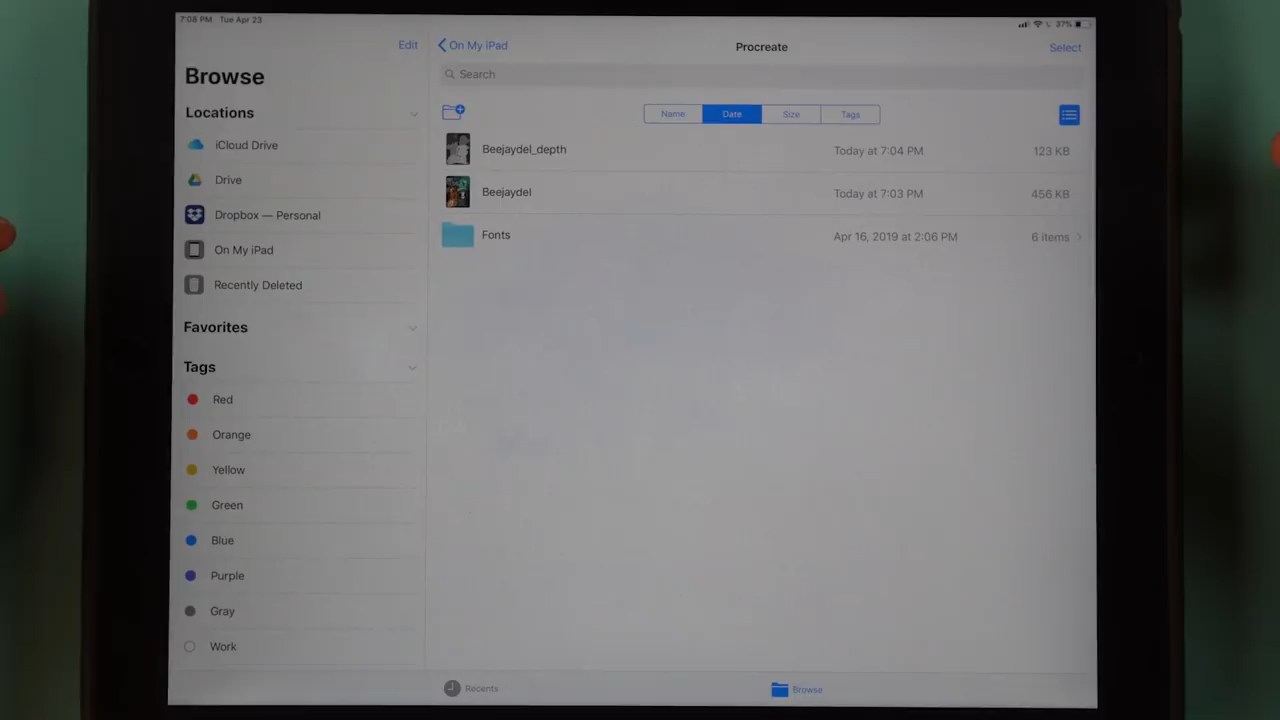 7:08 PM Tue Apr 23
37%
Edit
On My iPad
Procreate
Select
Browse
Search
Locations
Name Date Size Tags
iCloud Drive
Drive
Dropbox — Personal
On My iPad
Recently Deleted
Beejaydel_depth Today at 7:04 PM 123 KB
Beejaydel Today at 7:03 PM 456 KB
Fonts Apr 16, 2019 at 2:06 PM 6 items
Favorites
Tags
Red
Orange
Yellow
Green
Blue
Purple
Gray
Work
Recents
Browse